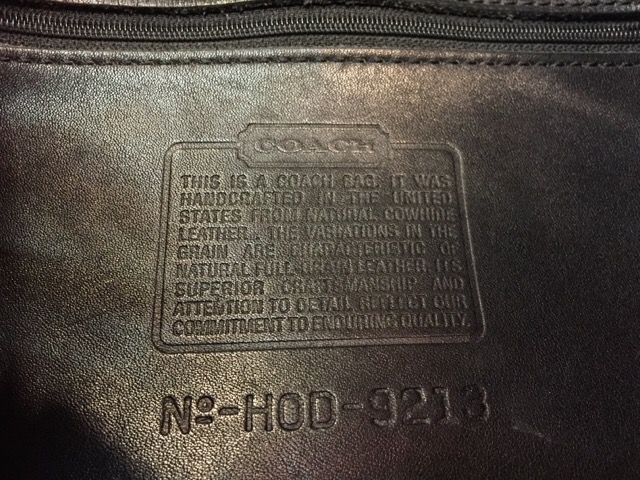 COACH
THIS IS A COACH BAG. IT WAS
HANDCRAFTED IN THE UNITED
STATES FROM NATURAL COWHIDE
LEATHER. THE VARIATIONS IN THE
GRAIN ARE CHARACTERISTIC OF
NATURAL FULL GRAIN LEATHER ITS
SUPERIOR CRAFTSMANSHIP AND
ATTENTION TO DETAIL REFLECT OUR
COMMITMENT TO ENDURING QUALITY.
Nº-HOD-9213